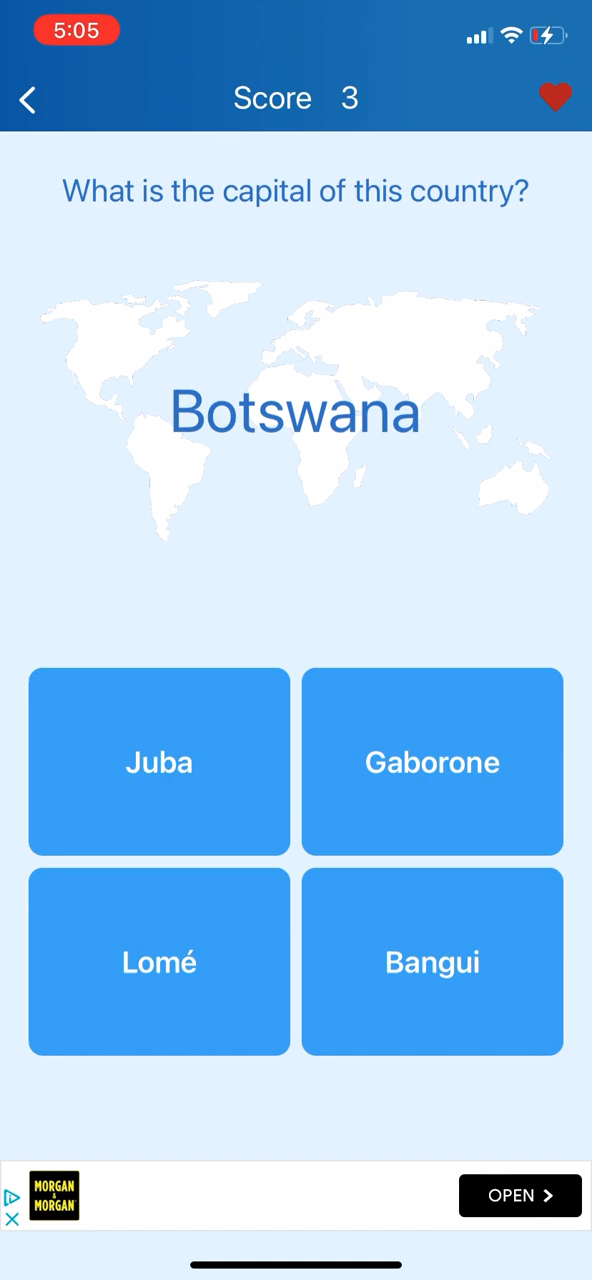 5:05
Score 3
What is the capital of this country?
Botswana
Juba
Gaborone
Lomé
Bangui
MORGAN
&
MORGAN
OPEN